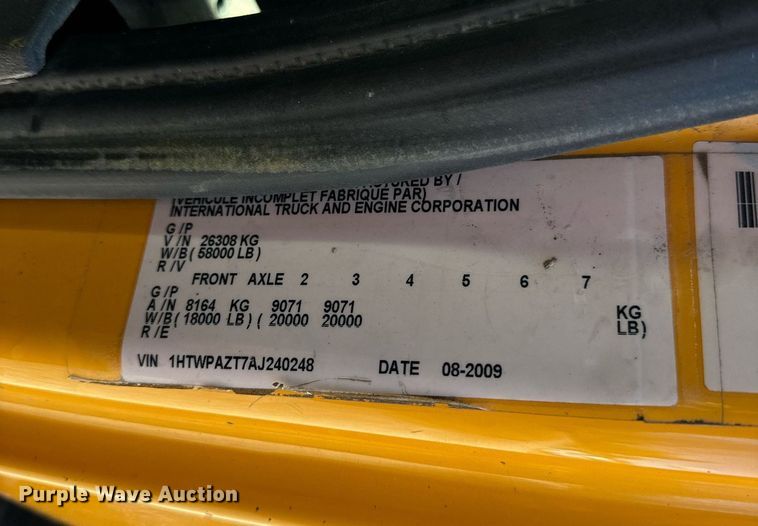 BY /
(VEHICULE INCOMPLET FABRIQUE PAR)
INTERNATIONAL TRUCK AND ENGINE CORPORATION
G / P
V / N 26308 KG
W/B ( 58000 LB)
R / V
FRONT AXLE 2 3 4 5 6 7
G / P
A / N 8164 KG 9071 9071 KG
W/B( 18000 LB) ( 20000 20000 LB)
R / E
VIN 1HTWPAZT7AJ240248 DATE 08-2009
Purple Wave Auction